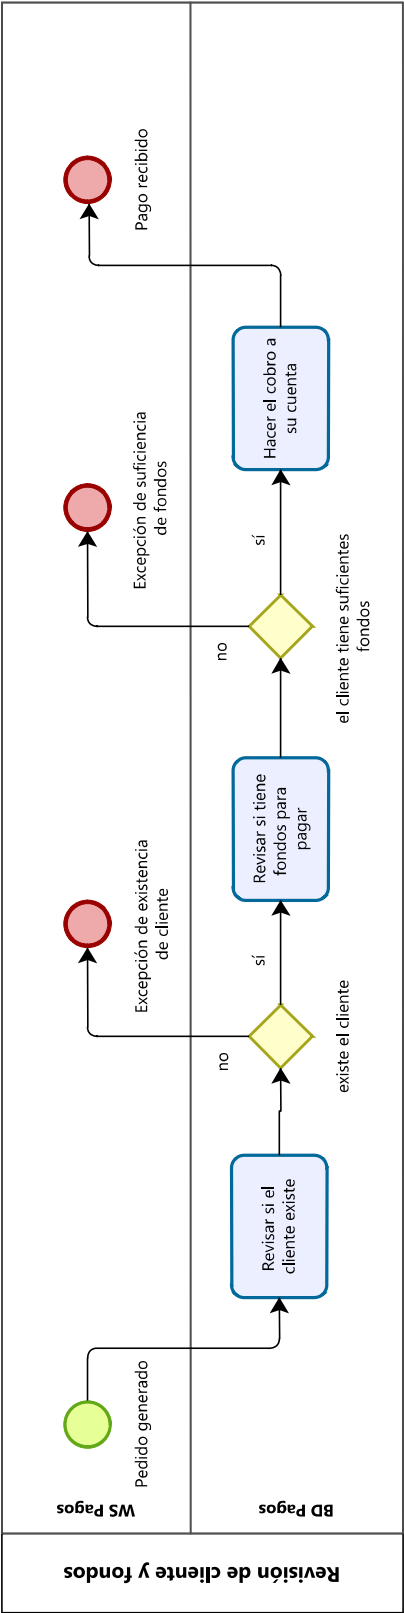 Revisión de cliente y fondos
WS Pagos
BD Pagos
Pedido generado
Revisar si el
cliente existe
existe el cliente
no
sí
Excepción de existencia
de cliente
Revisar si tiene
fondos para
pagar
el cliente tiene suficientes
fondos
no
sí
Excepción de suficiencia
de fondos
Hacer el cobro a
su cuenta
Pago recibido